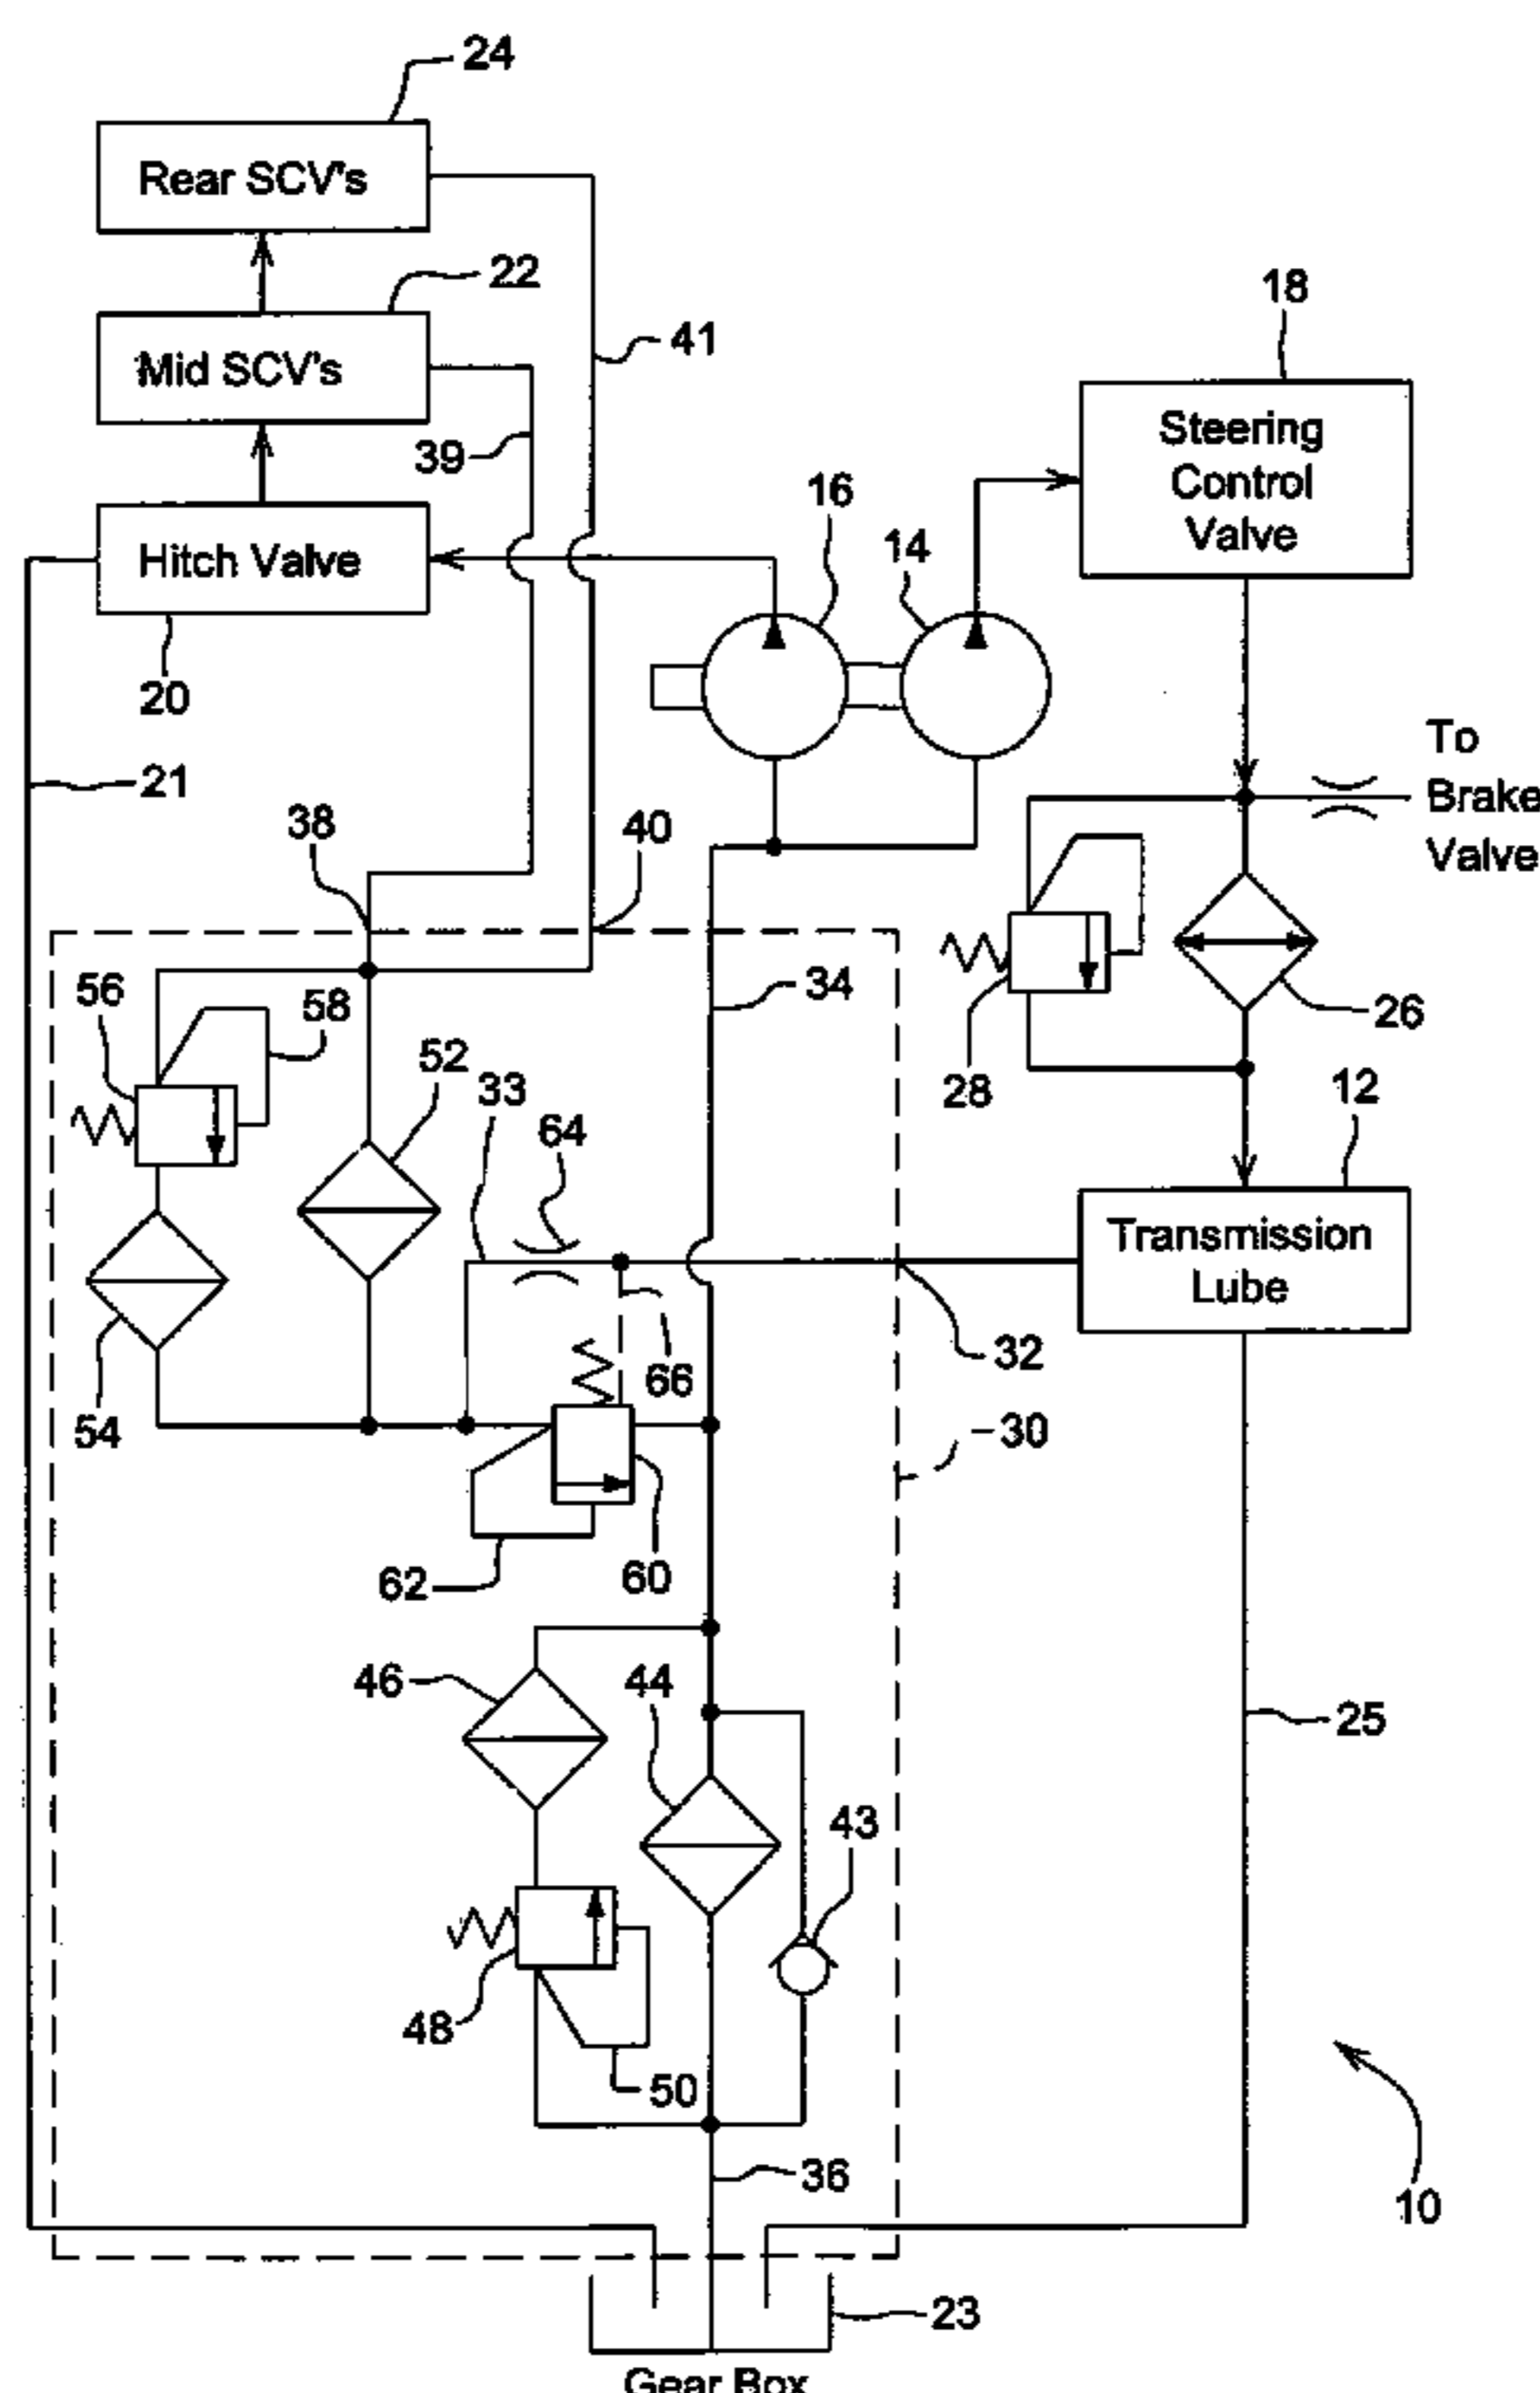 24
Rear SCV's
22
18
41
Mid SCV's
Steering
Control
Valve
39
16
14
Hitch Valve
20
To
Brake
Valve
21
38
40
34
56
58
26
52
28
12
33
64
Transmission
Lube
32
66
54
30
62
60
46
44
25
43
48
50
36
10
23
Gear Box